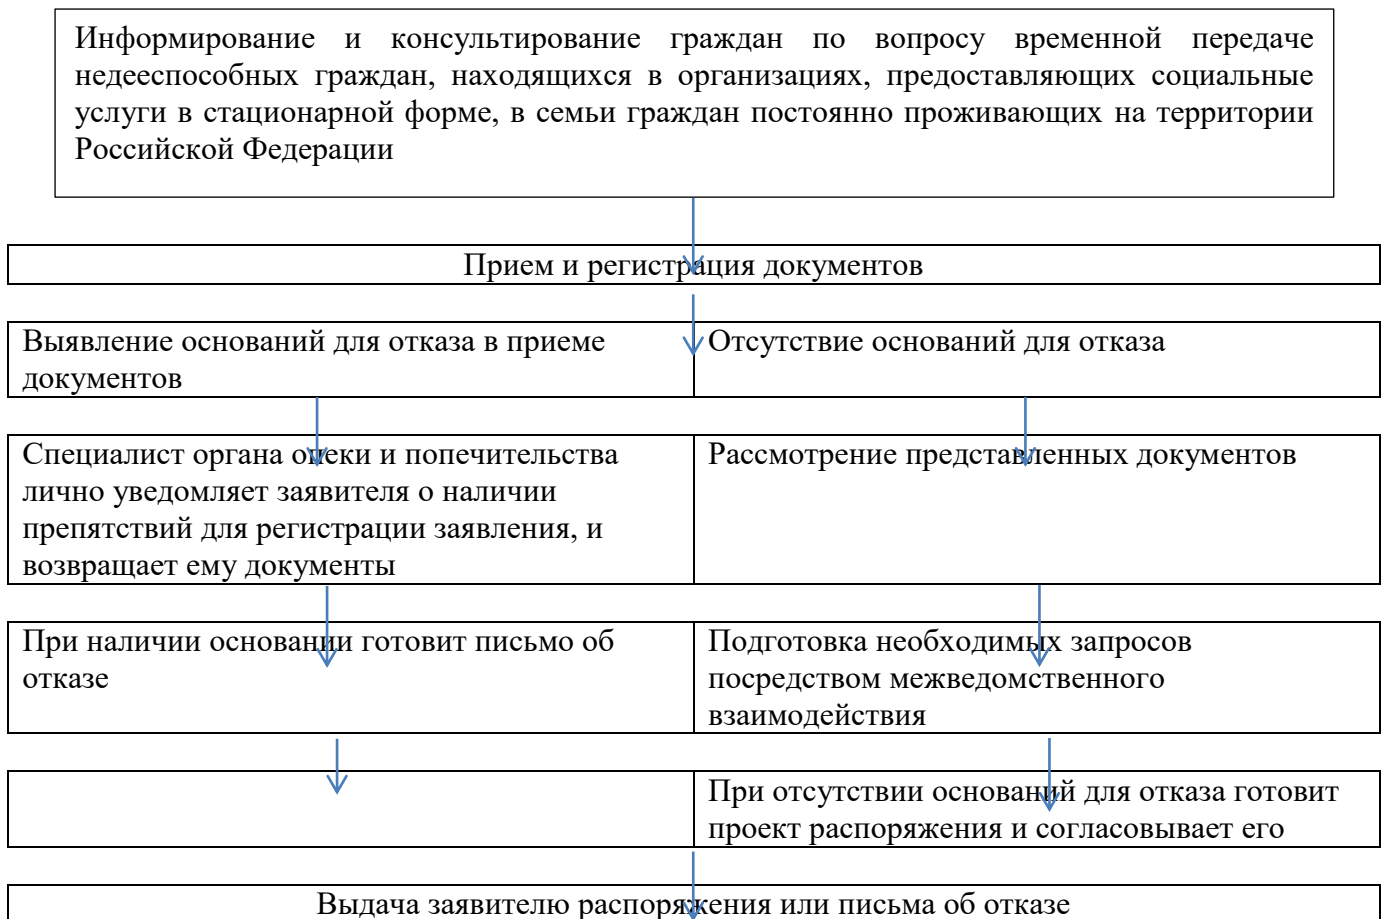 Информирование и консультирование граждан по вопросу временной передаче
недееспособных граждан, находящихся в организациях, предоставляющих социальные
услуги в стационарной форме, в семьи граждан постоянно проживающих на территории
Российской Федерации
Прием и регистрация документов
Выявление оснований для отказа в приеме
документов
Отсутствие оснований для отказа
Специалист органа опеки и попечительства
лично уведомляет заявителя о наличии
препятствий для регистрации заявления, и
возвращает ему документы
Рассмотрение представленных документов
При наличии основании готовит письмо об
отказе
Подготовка необходимых запросов
посредством межведомственного
взаимодействия
При отсутствии оснований для отказа готовит
проект распоряжения и согласовывает его
Выдача заявителю распоряжения или письма об отказе